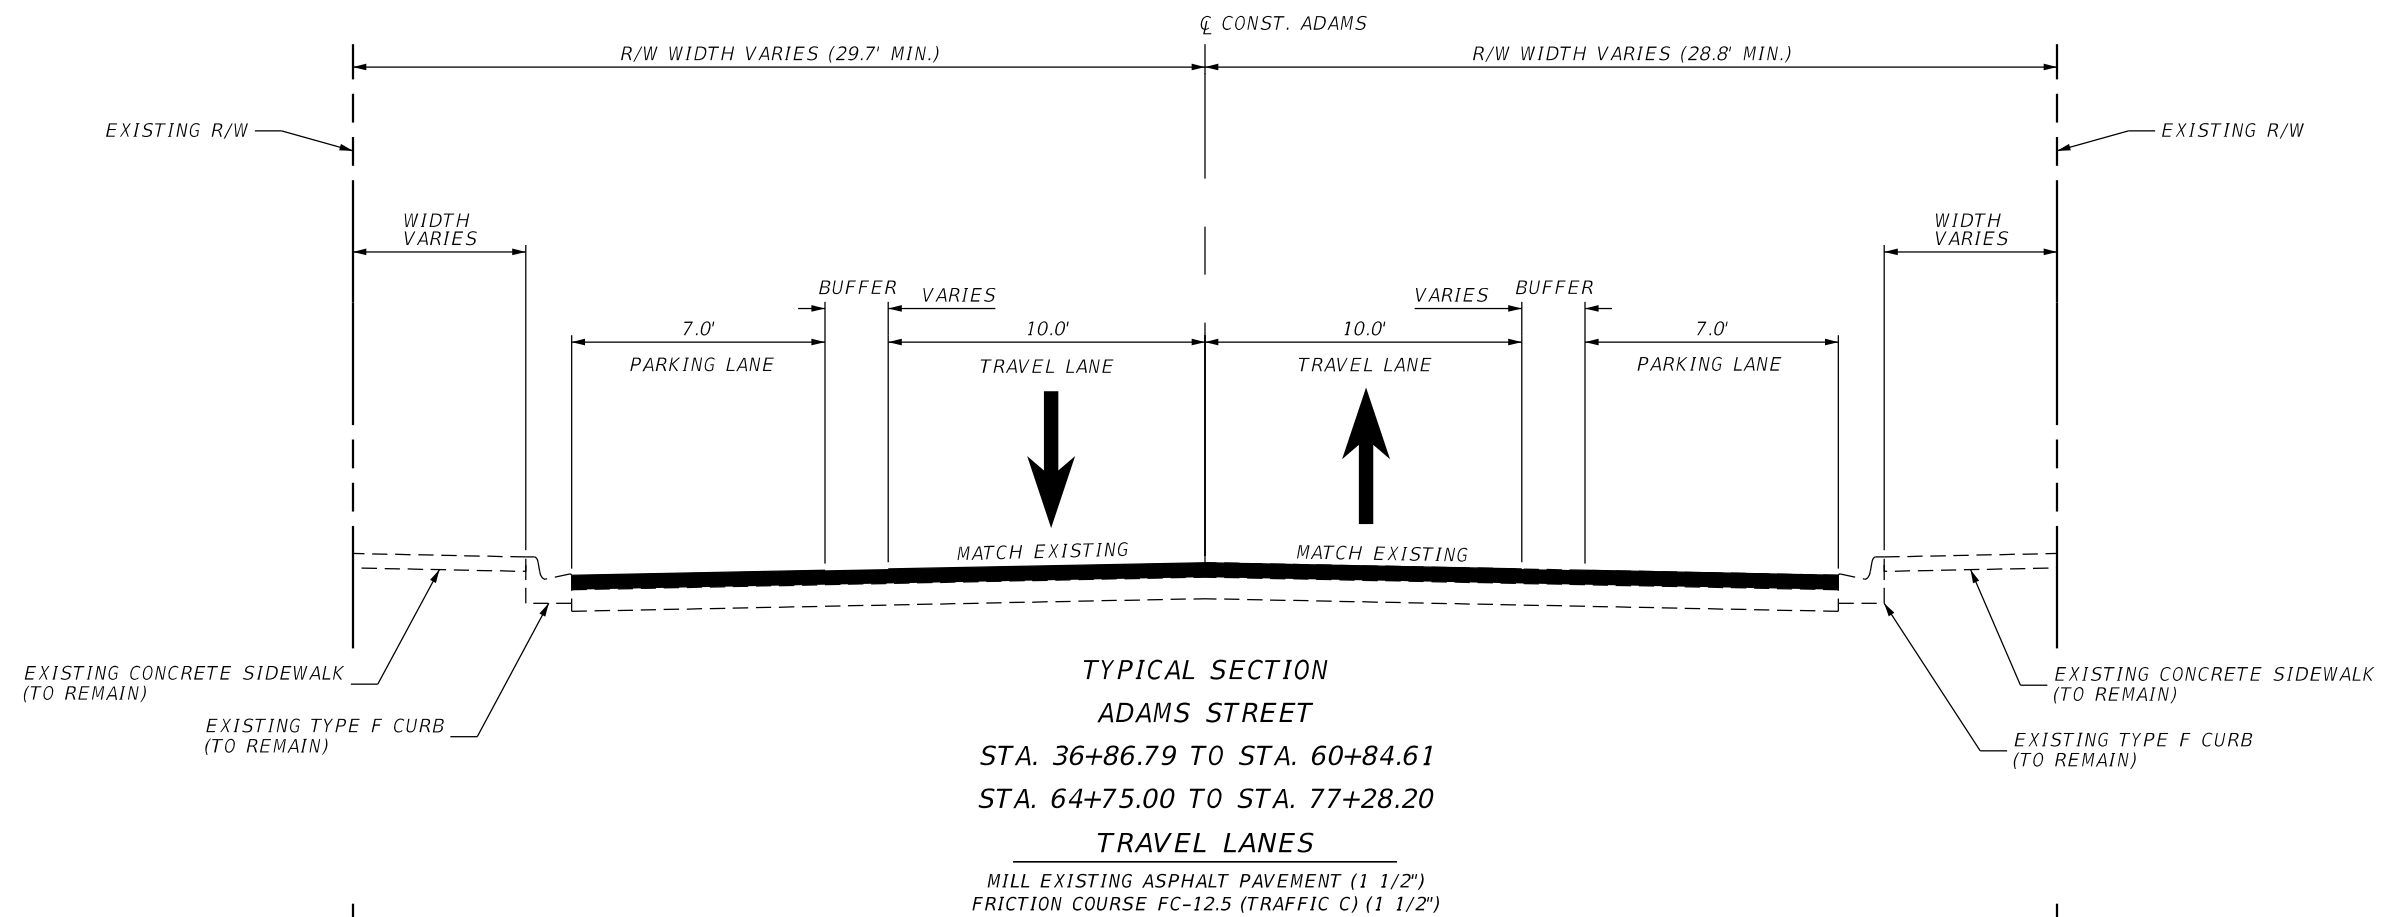 ℄ CONST. ADAMS
R/W WIDTH VARIES (29.7' MIN.)
R/W WIDTH VARIES (28.8' MIN.)
EXISTING R/W
EXISTING R/W
WIDTH
VARIES
WIDTH
VARIES
BUFFER
VARIES
VARIES
BUFFER
7.0'
10.0'
10.0'
7.0'
PARKING LANE
TRAVEL LANE
TRAVEL LANE
PARKING LANE
MATCH EXISTING
MATCH EXISTING
EXISTING CONCRETE SIDEWALK
(TO REMAIN)
EXISTING TYPE F CURB
(TO REMAIN)
EXISTING CONCRETE SIDEWALK
(TO REMAIN)
EXISTING TYPE F CURB
(TO REMAIN)
TYPICAL SECTION
ADAMS STREET
STA. 36+86.79 TO STA. 60+84.61
STA. 64+75.00 TO STA. 77+28.20
TRAVEL LANES
MILL EXISTING ASPHALT PAVEMENT (1 1/2")
FRICTION COURSE FC-12.5 (TRAFFIC C) (1 1/2")